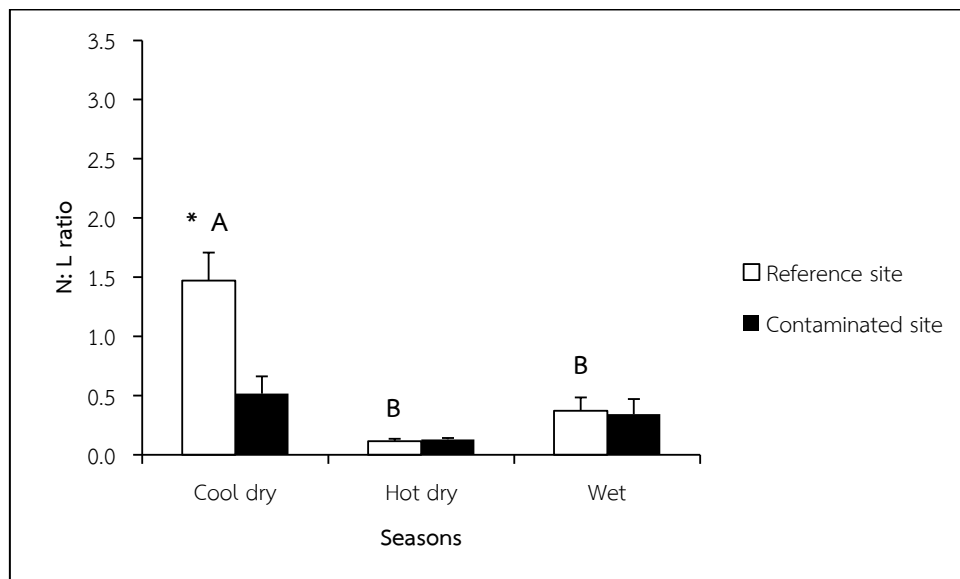 3.5
3.0
2.5
2.0
1.5
1.0
0.5
0.0
N: L ratio
* A
B
B
Reference site
Contaminated site
Cool dry
Hot dry
Wet
Seasons